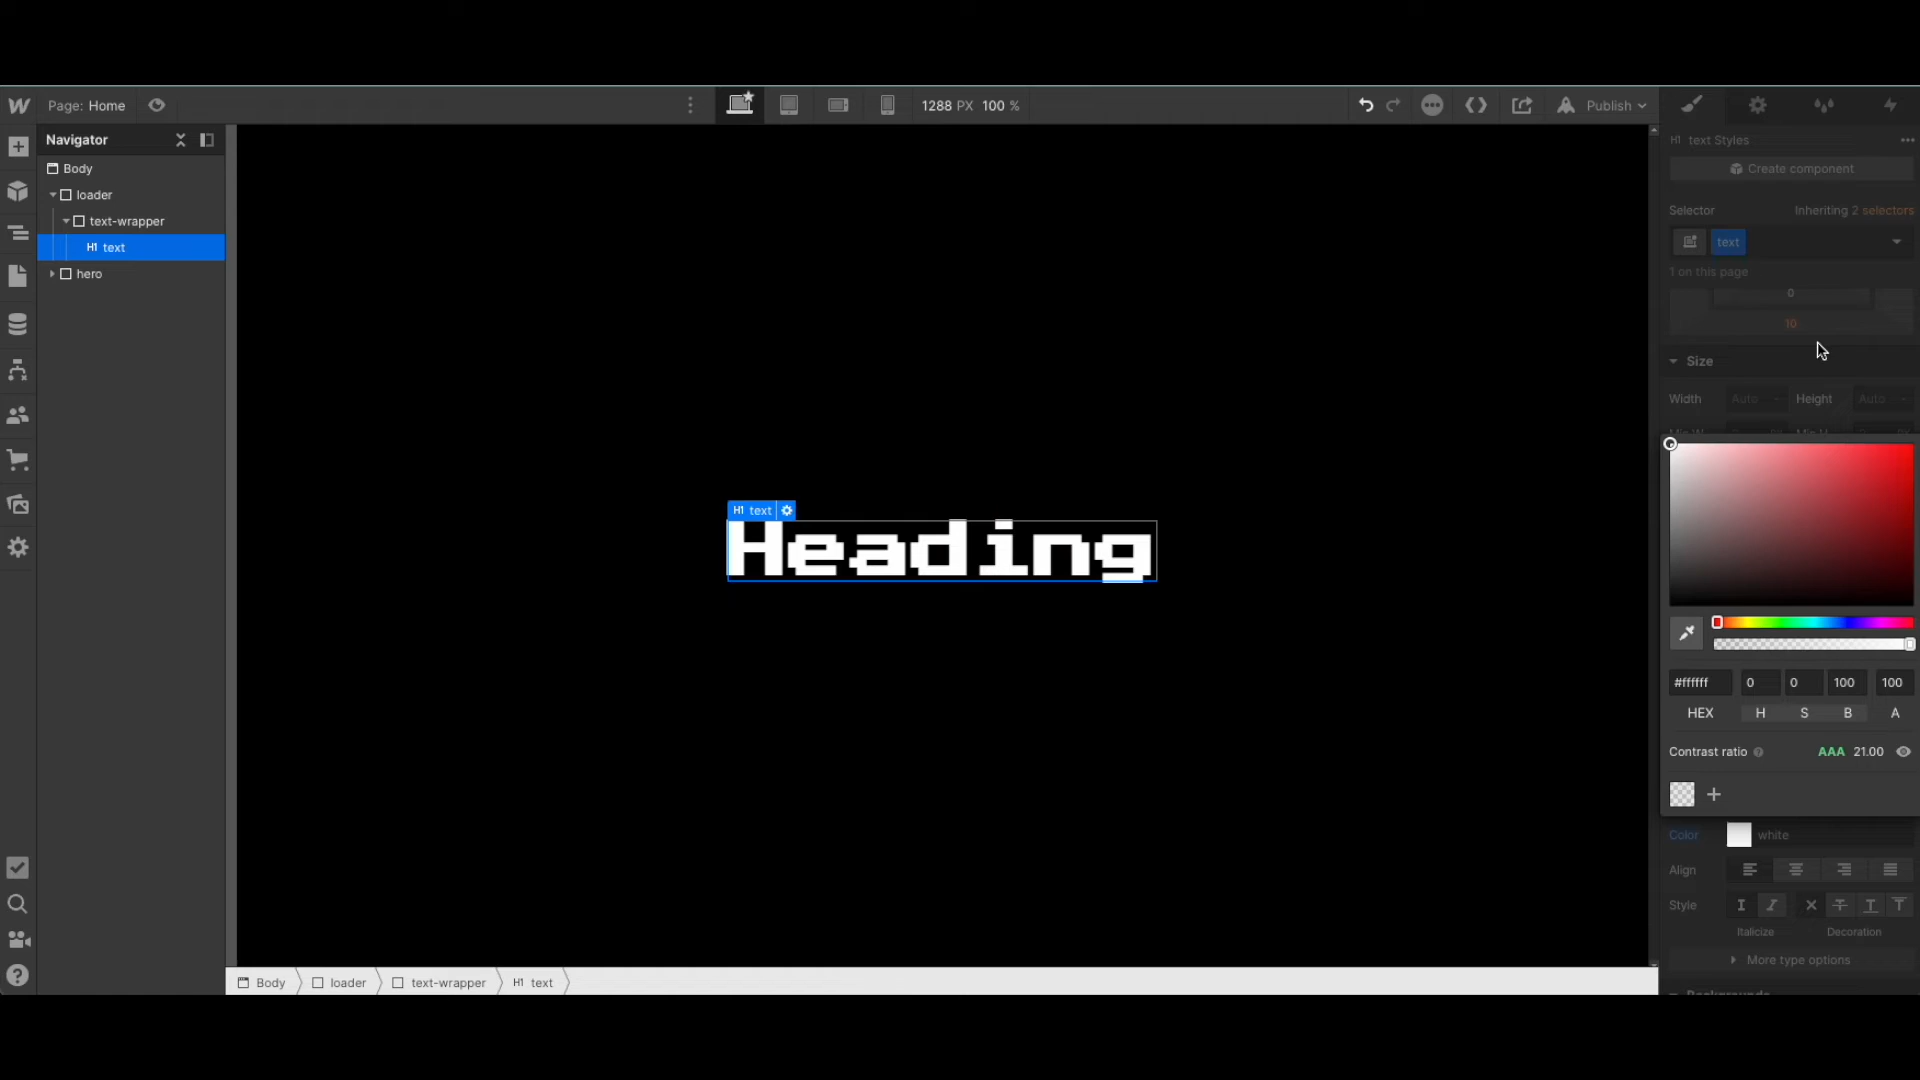 Page: Home
1288 PX 100 %
Publish
Navigator
Body
loader
text-wrapper
H1 text
hero
H1 text
Heading
H1 text Styles
Create component
Selector
Inheriting 2 selectors
text
1 on this page
0
10
Size
Width
Auto
Height
Auto
#ffffff
0
0
100
100
HEX
H
S
B
A
Contrast ratio
AAA 21.00
Color
white
Align
Style
Italicize
Decoration
More type options
Body
loader
text-wrapper
H1 text